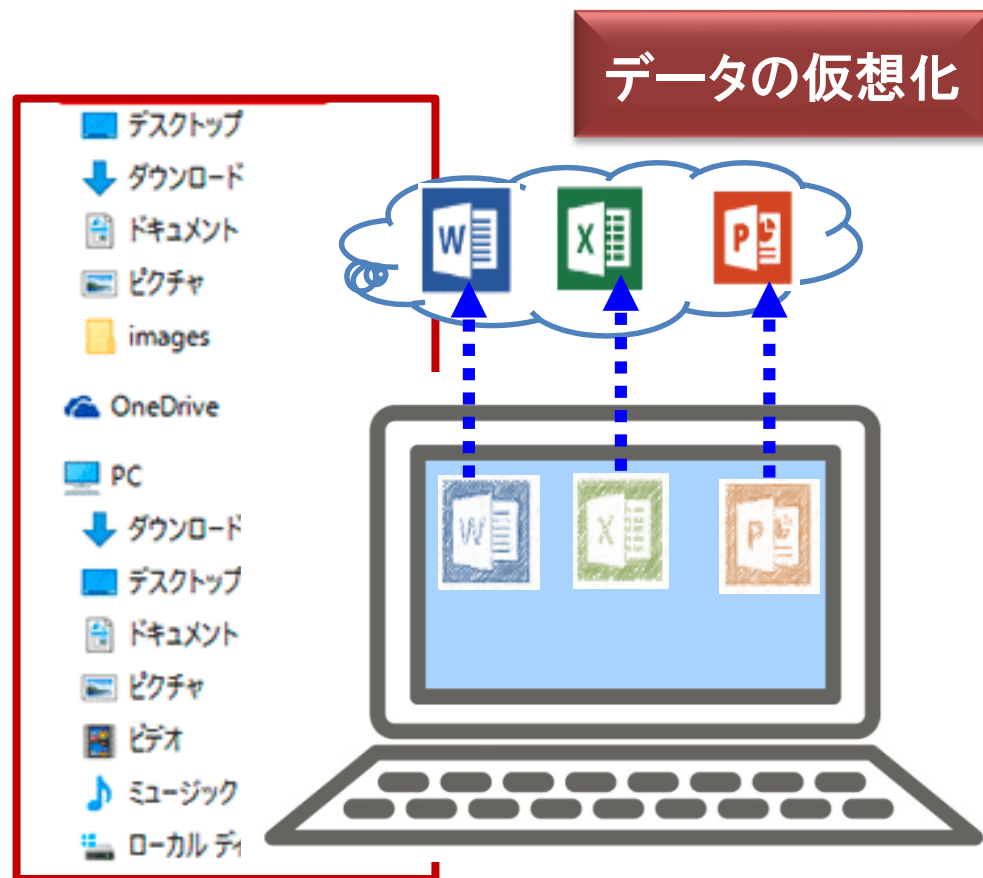 データの仮想化
デスクトップ
ダウンロード
ドキュメント
ピクチャ
images
OneDrive
PC
ダウンロード
デスクトップ
ドキュメント
ピクチャ
ビデオ
ミュージック
ローカル ディ
W
X
P
W
X
P